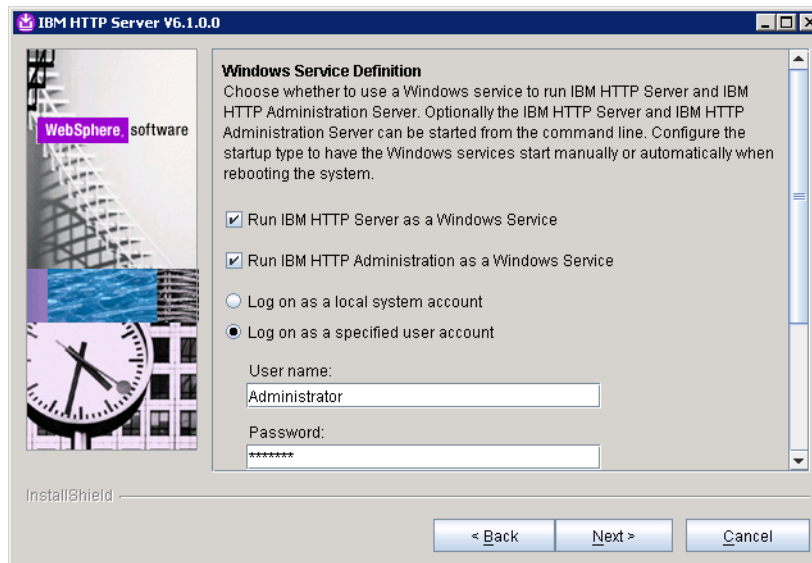 IBM HTTP Server V6.1.0.0
WebSphere. software
Windows Service Definition
Choose whether to use a Windows service to run IBM HTTP Server and IBM
HTTP Administration Server. Optionally the IBM HTTP Server and IBM HTTP
Administration Server can be started from the command line. Configure the
startup type to have the Windows services start manually or automatically when
rebooting the system.
Run IBM HTTP Server as a Windows Service
Run IBM HTTP Administration as a Windows Service
Log on as a local system account
Log on as a specified user account
User name:
Administrator
Password:
*******
InstallShield
< Back
Next >
Cancel